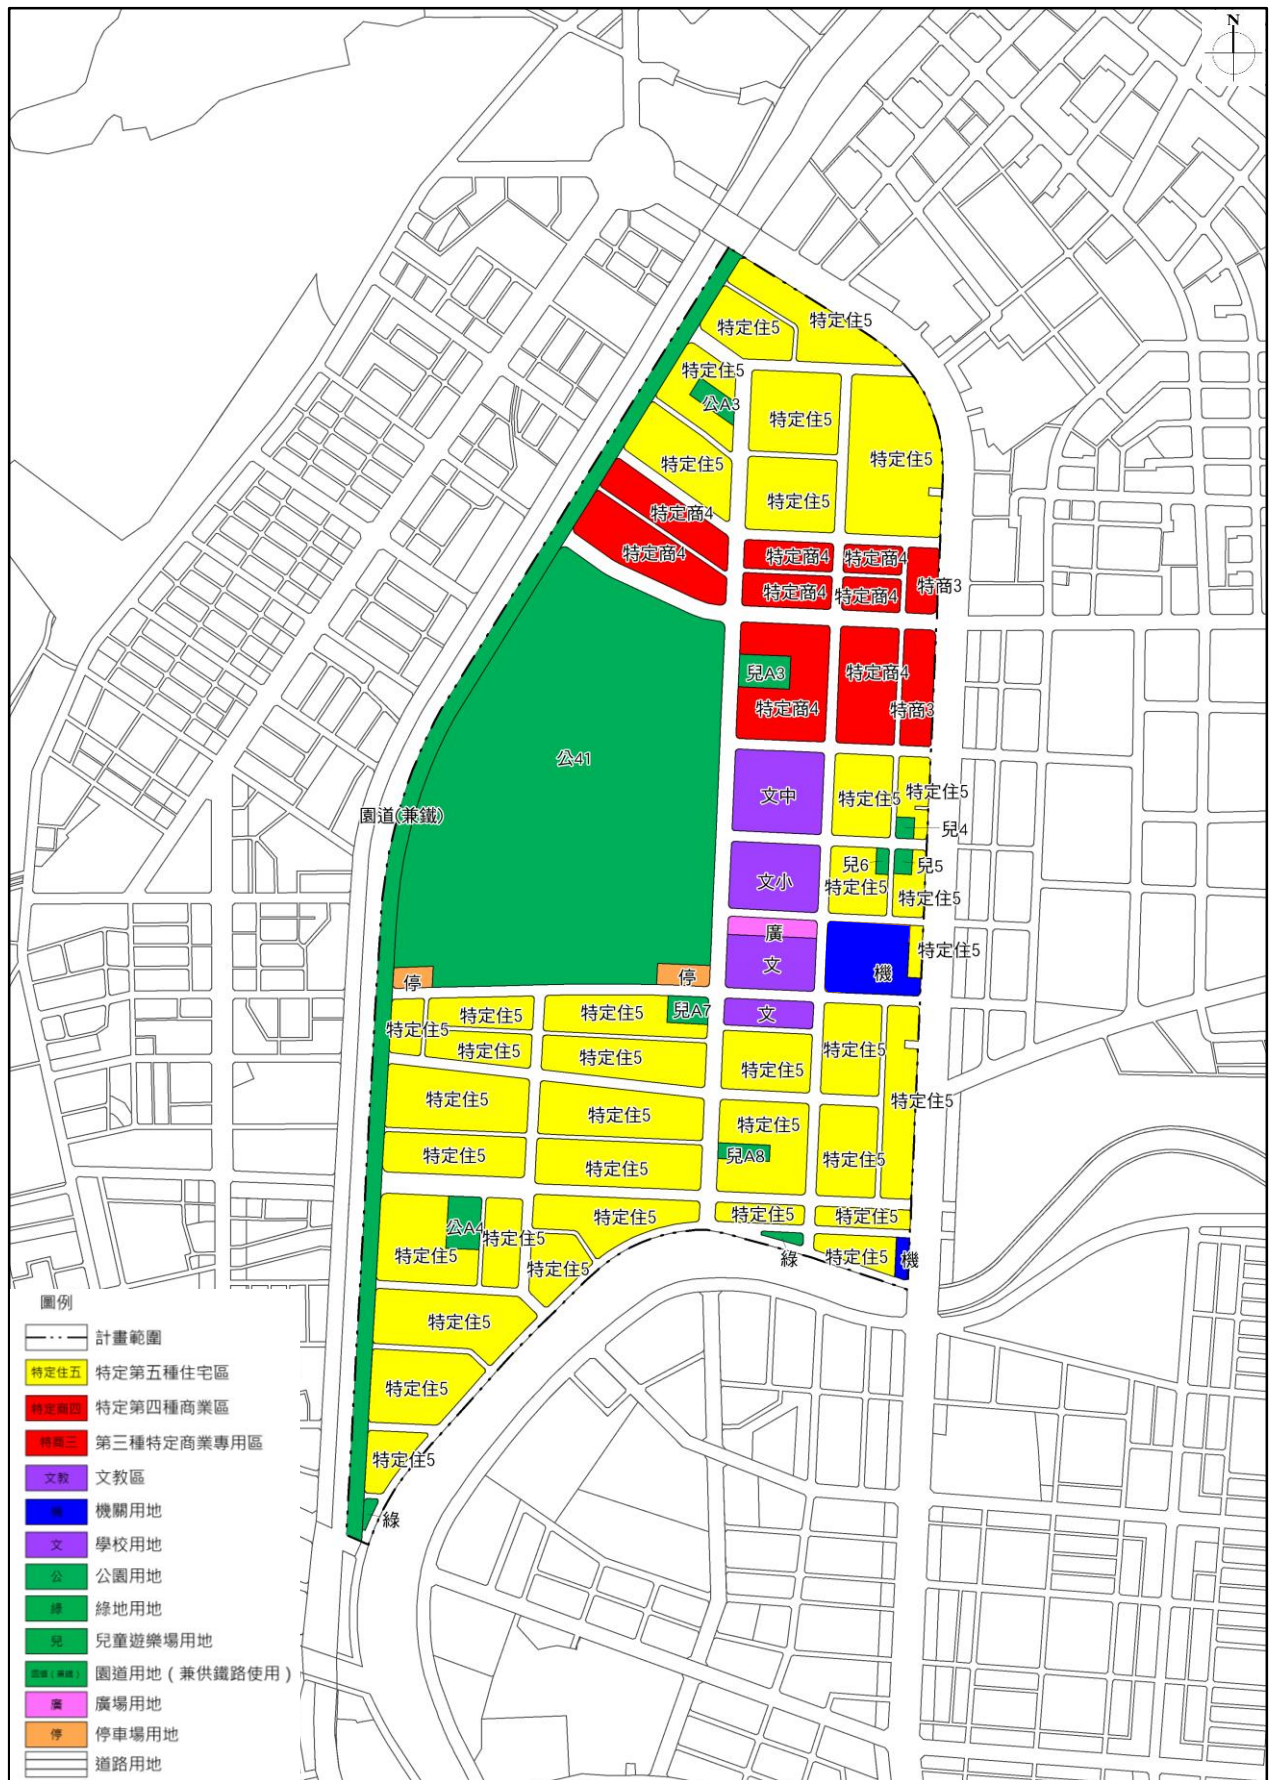 N
特定住5
特定住5
特定住5
公A3
特定住5
特定住5
特定住5
特定住5
特定商4
特定商4
特定商4
特定商4
特定商4
特定商4
特商3
兒A3
特定商4
特定商4
特商3
公41
園道(兼鐵)
文中
特定住5
特定住5
兒4
文小
兒6
兒5
特定住5
特定住5
廣
文
機
特定住5
停
停
特定住5
特定住5
特定住5
兒A7
文
特定住5
特定住5
特定住5
特定住5
特定住5
特定住5
特定住5
特定住5
特定住5
特定住5
特定住5
兒A8
特定住5
特定住5
公A4
特定住5
特定住5
特定住5
特定住5
特定住5
特定住5
綠
特定住5
機
特定住5
特定住5
特定住5
綠
圖例
計畫範圍
特定住五 特定第五種住宅區
特定商四 特定第四種商業區
特商三 第三種特定商業專用區
文教 文教區
機 機關用地
文 學校用地
公 公園用地
綠 綠地用地
兒 兒童遊樂場用地
園道(兼鐵) 園道用地(兼供鐵路使用)
廣 廣場用地
停 停車場用地
道路用地